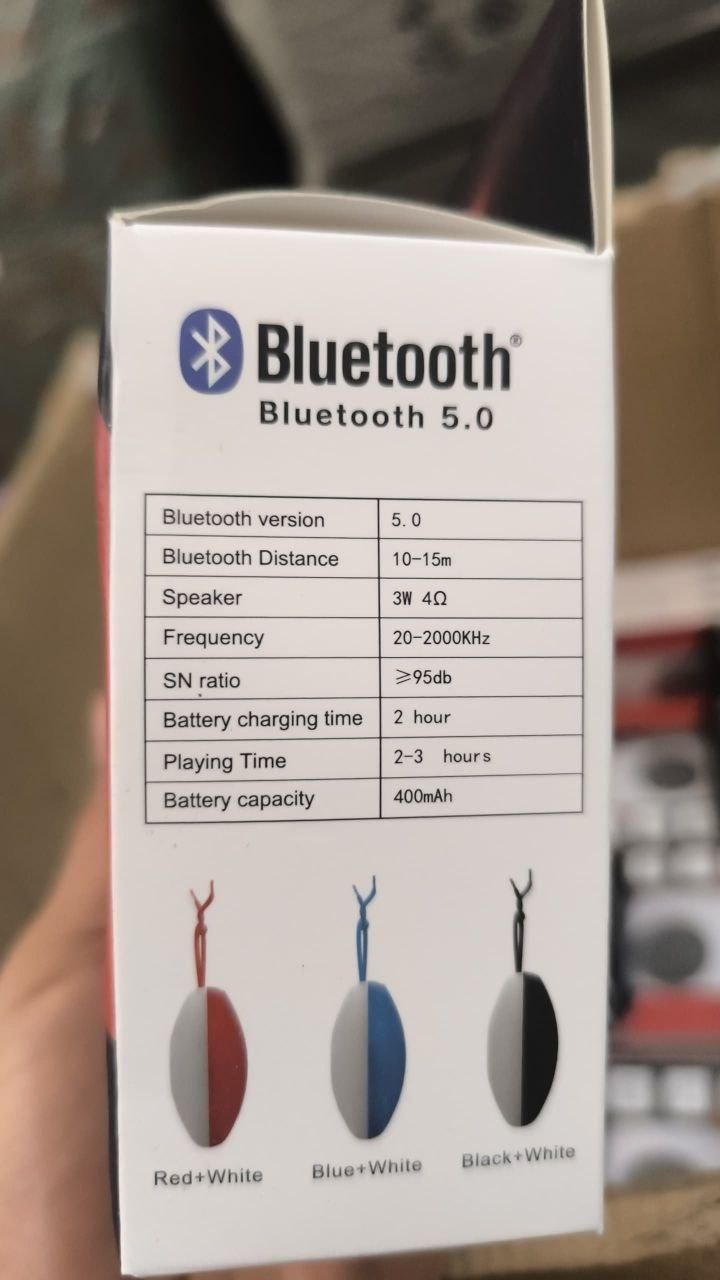 Bluetooth®
Bluetooth 5.0
Bluetooth version 5.0
Bluetooth Distance 10-15m
Speaker 3W 4Ω
Frequency 20-2000KHz
SN ratio ≥95db
Battery charging time 2 hour
Playing Time 2-3 hours
Battery capacity 400mAh
Red+White Blue+White Black+White